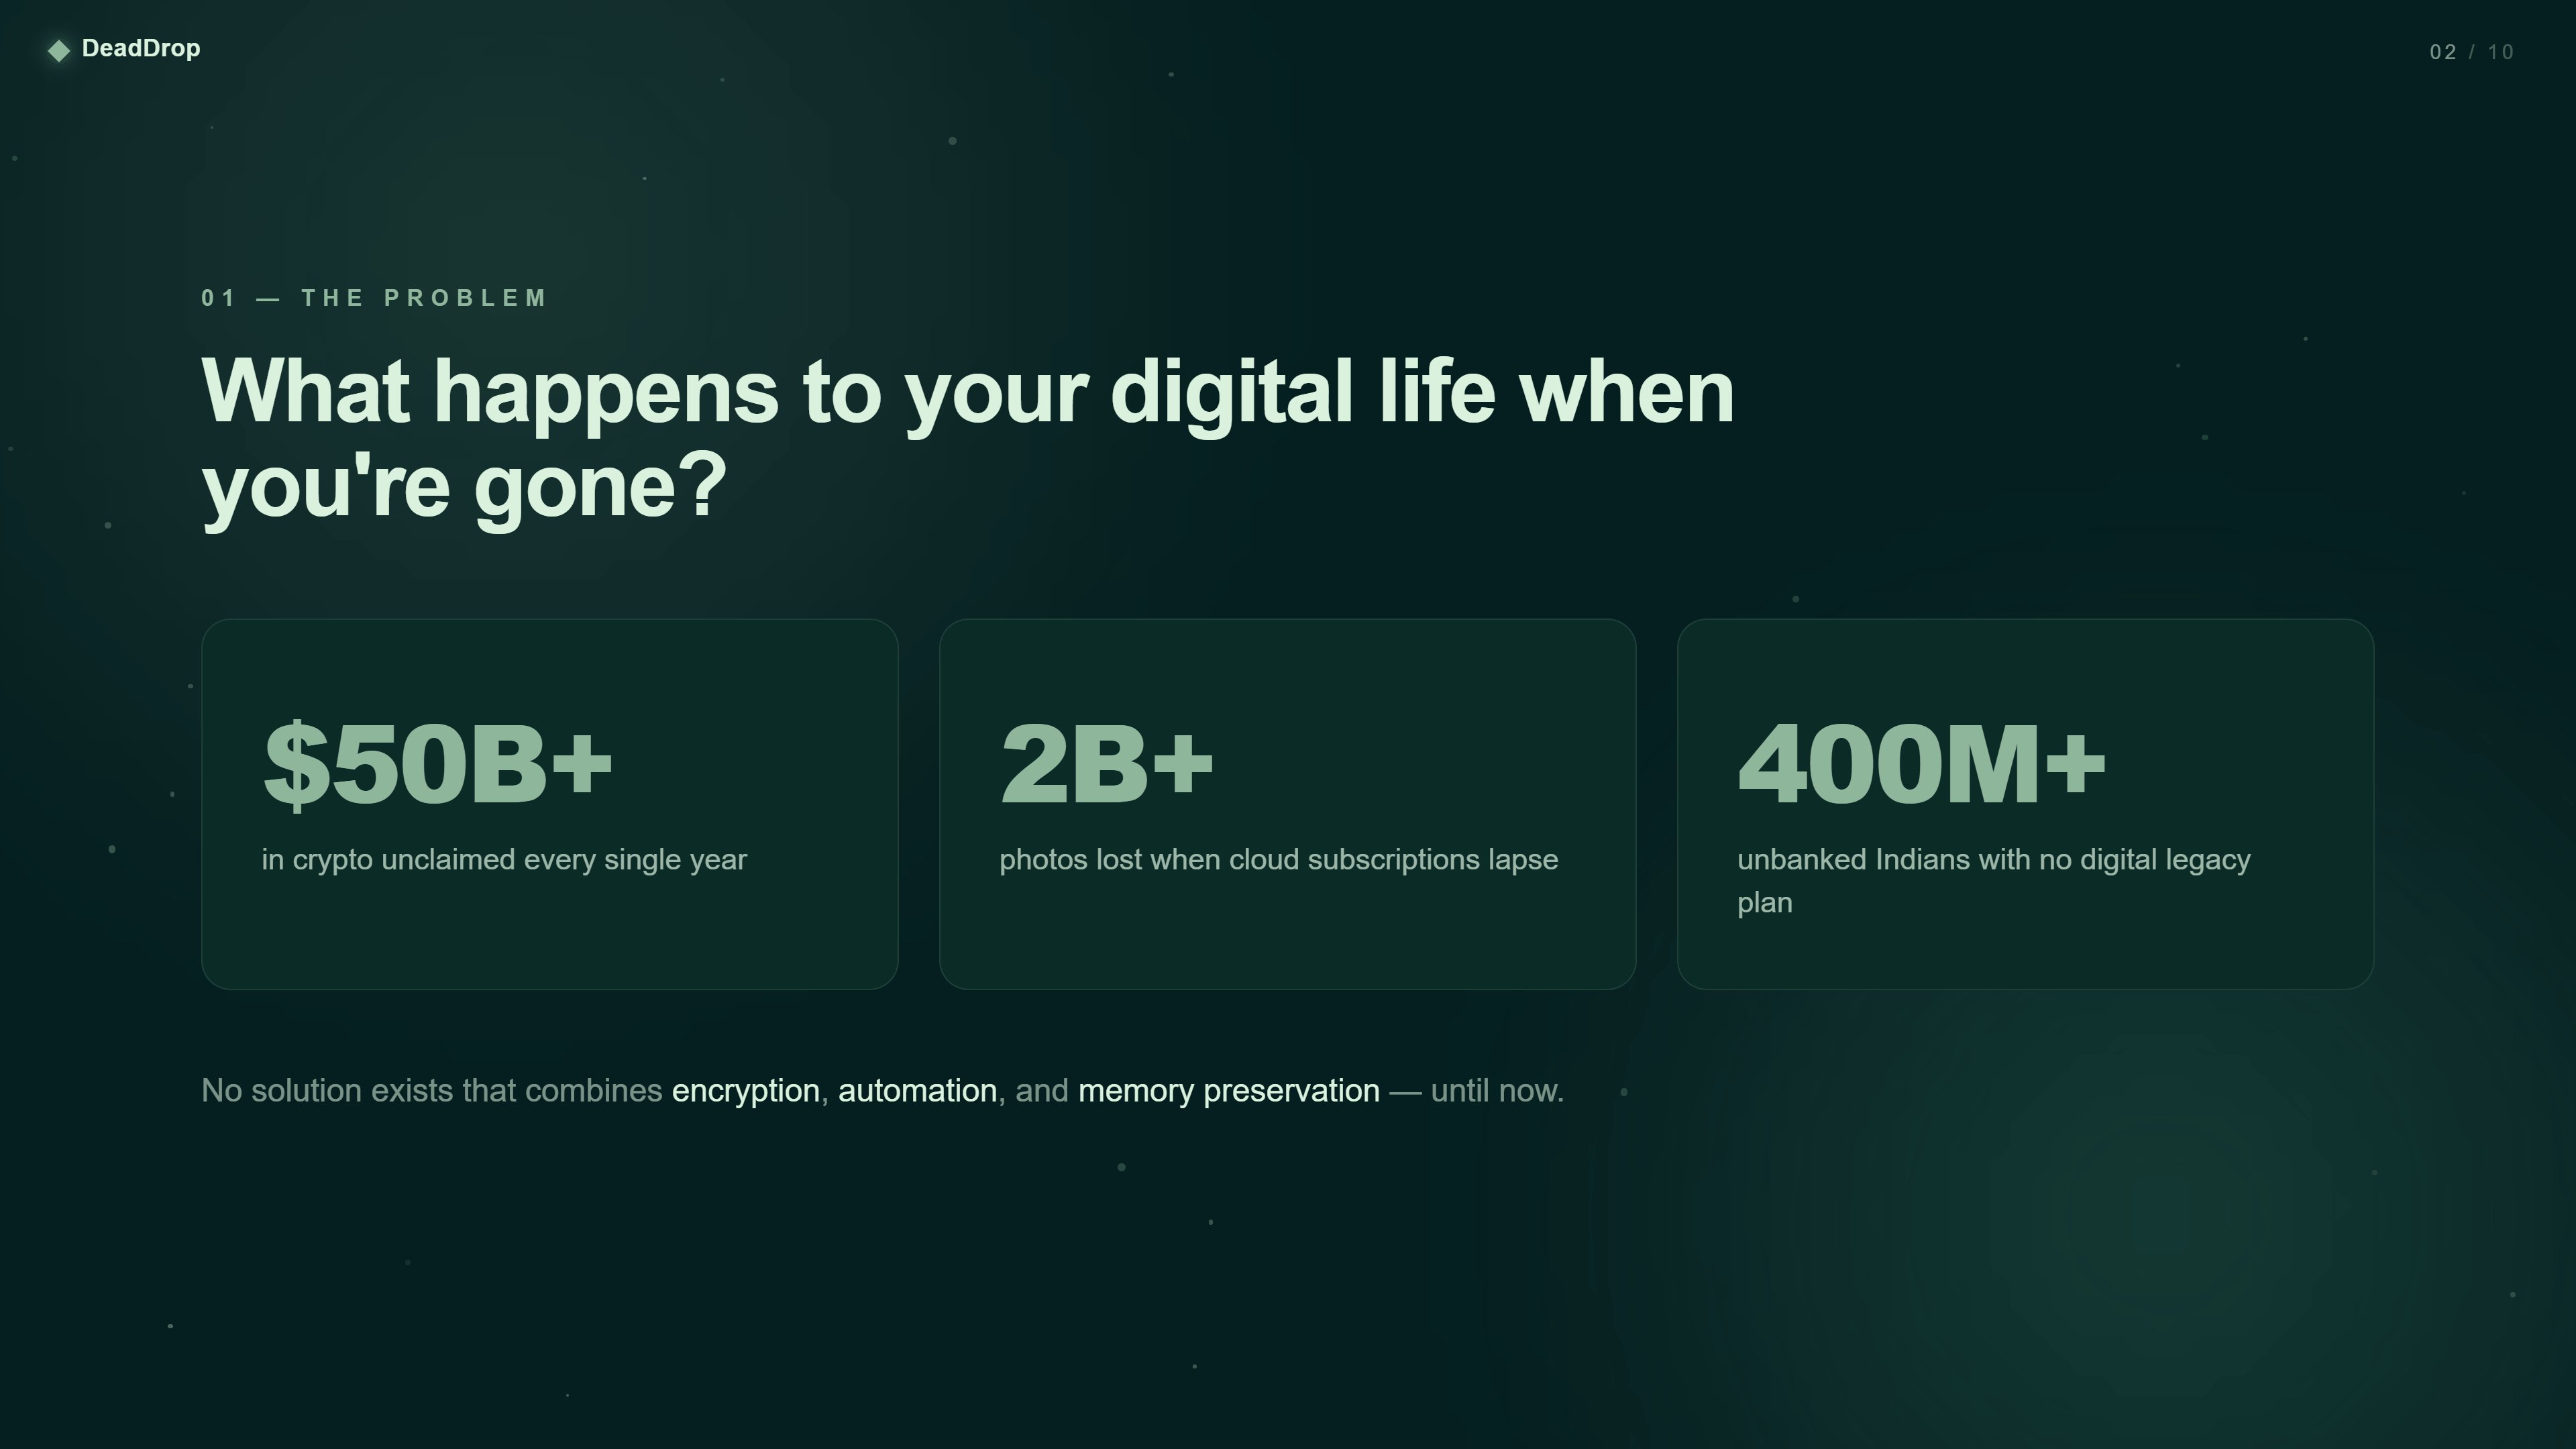 DeadDrop
02 / 10
01 — THE PROBLEM
What happens to your digital life when
you're gone?
$50B+
in crypto unclaimed every single year
2B+
photos lost when cloud subscriptions lapse
400M+
unbanked Indians with no digital legacy
plan
No solution exists that combines encryption, automation, and memory preservation — until now.